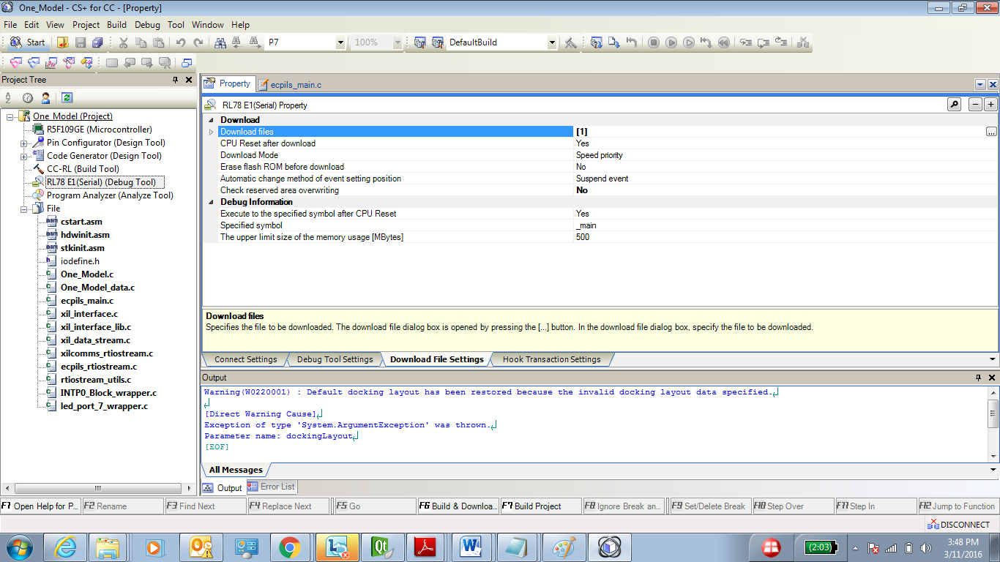 One_Model - CS+ for CC - [Property]
File Edit View Project Build Debug Tool Window Help
Start P7 100% DefaultBuild
Project Tree
One_Model (Project)
R5F109GE (Microcontroller)
Pin Configurator (Design Tool)
Code Generator (Design Tool)
CC-RL (Build Tool)
RL78 E1(Serial) (Debug Tool)
Program Analyzer (Analyze Tool)
File
cstart.asm
hdwinit.asm
stkinit.asm
iodefine.h
One_Model.c
One_Model_data.c
ecpils_main.c
xil_interface.c
xil_interface_lib.c
xil_data_stream.c
xilcomms_rtiostream.c
ecpils_rtiostream.c
rtiostream_utils.c
INTP0_Block_wrapper.c
led_port_7_wrapper.c
Property ecpils_main.c
RL78 E1(Serial) Property
Download
Download files [1]
CPU Reset after download Yes
Download Mode Speed priority
Erase flash ROM before download No
Automatic change method of event setting position Suspend event
Check reserved area overwriting No
Debug Information
Execute to the specified symbol after CPU Reset Yes
Specified symbol _main
The upper limit size of the memory usage [MBytes] 500
Download files
Specifies the file to be downloaded. The download file dialog box is opened by pressing the [...] button. In the download file dialog box, specify the file to be downloaded.
Connect Settings Debug Tool Settings Download File Settings Hook Transaction Settings
Output
Warning(W0220001) : Default docking layout has been restored because the invalid docking layout data specified.
[Direct Warning Cause]
Exception of type 'System.ArgumentException' was thrown.
Parameter name: dockingLayout
[EOF]
All Messages
Output Error List
F1 Open Help for P... F2 Rename F3 Find Next F4 Replace Next F5 Go F6 Build & Downloa... F7 Build Project F8 Ignore Break an... F9 Set/Delete Break F10 Step Over F11 Step In F12 Jump to Function
DISCONNECT
(2:03) 3:48 PM
3/11/2016